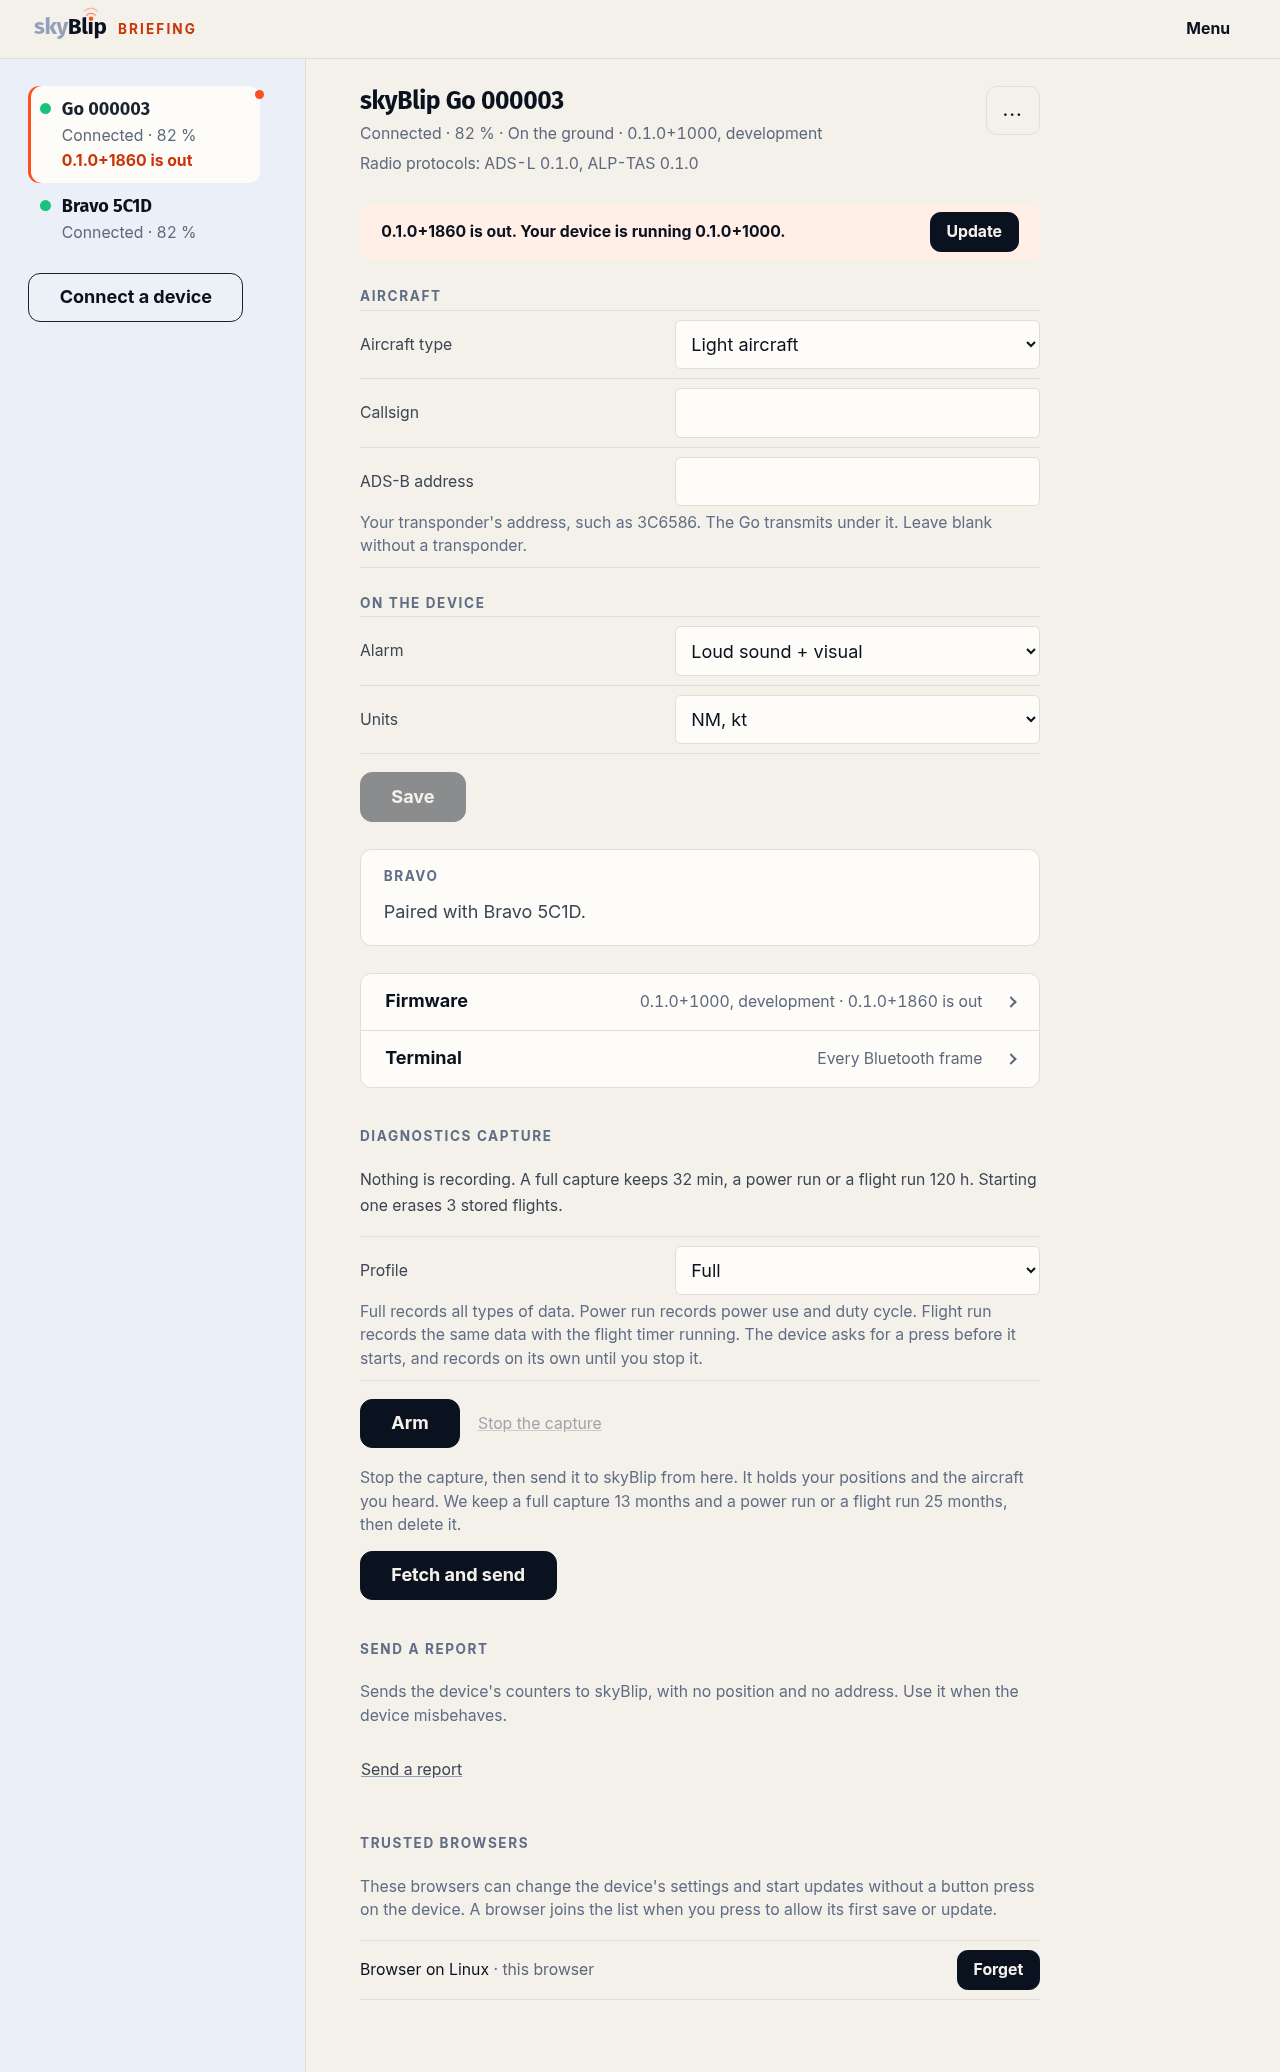 skyBlip BRIEFING
Menu
Go 000003
Connected · 82 %
0.1.0+1860 is out
Bravo 5C1D
Connected · 82 %
Connect a device
skyBlip Go 000003
...
Connected · 82 % · On the ground · 0.1.0+1000, development
Radio protocols: ADS-L 0.1.0, ALP-TAS 0.1.0
0.1.0+1860 is out. Your device is running 0.1.0+1000.
Update
AIRCRAFT
Aircraft type
Light aircraft
Callsign
ADS-B address
Your transponder's address, such as 3C6586. The Go transmits under it. Leave blank
without a transponder.
ON THE DEVICE
Alarm
Loud sound + visual
Units
NM, kt
Save
BRAVO
Paired with Bravo 5C1D.
Firmware
0.1.0+1000, development · 0.1.0+1860 is out
Terminal
Every Bluetooth frame
DIAGNOSTICS CAPTURE
Nothing is recording. A full capture keeps 32 min, a power run or a flight run 120 h. Starting
one erases 3 stored flights.
Profile
Full
Full records all types of data. Power run records power use and duty cycle. Flight run
records the same data with the flight timer running. The device asks for a press before it
starts, and records on its own until you stop it.
Arm
Stop the capture
Stop the capture, then send it to skyBlip from here. It holds your positions and the aircraft
you heard. We keep a full capture 13 months and a power run or a flight run 25 months,
then delete it.
Fetch and send
SEND A REPORT
Sends the device's counters to skyBlip, with no position and no address. Use it when the
device misbehaves.
Send a report
TRUSTED BROWSERS
These browsers can change the device's settings and start updates without a button press
on the device. A browser joins the list when you press to allow its first save or update.
Browser on Linux · this browser
Forget